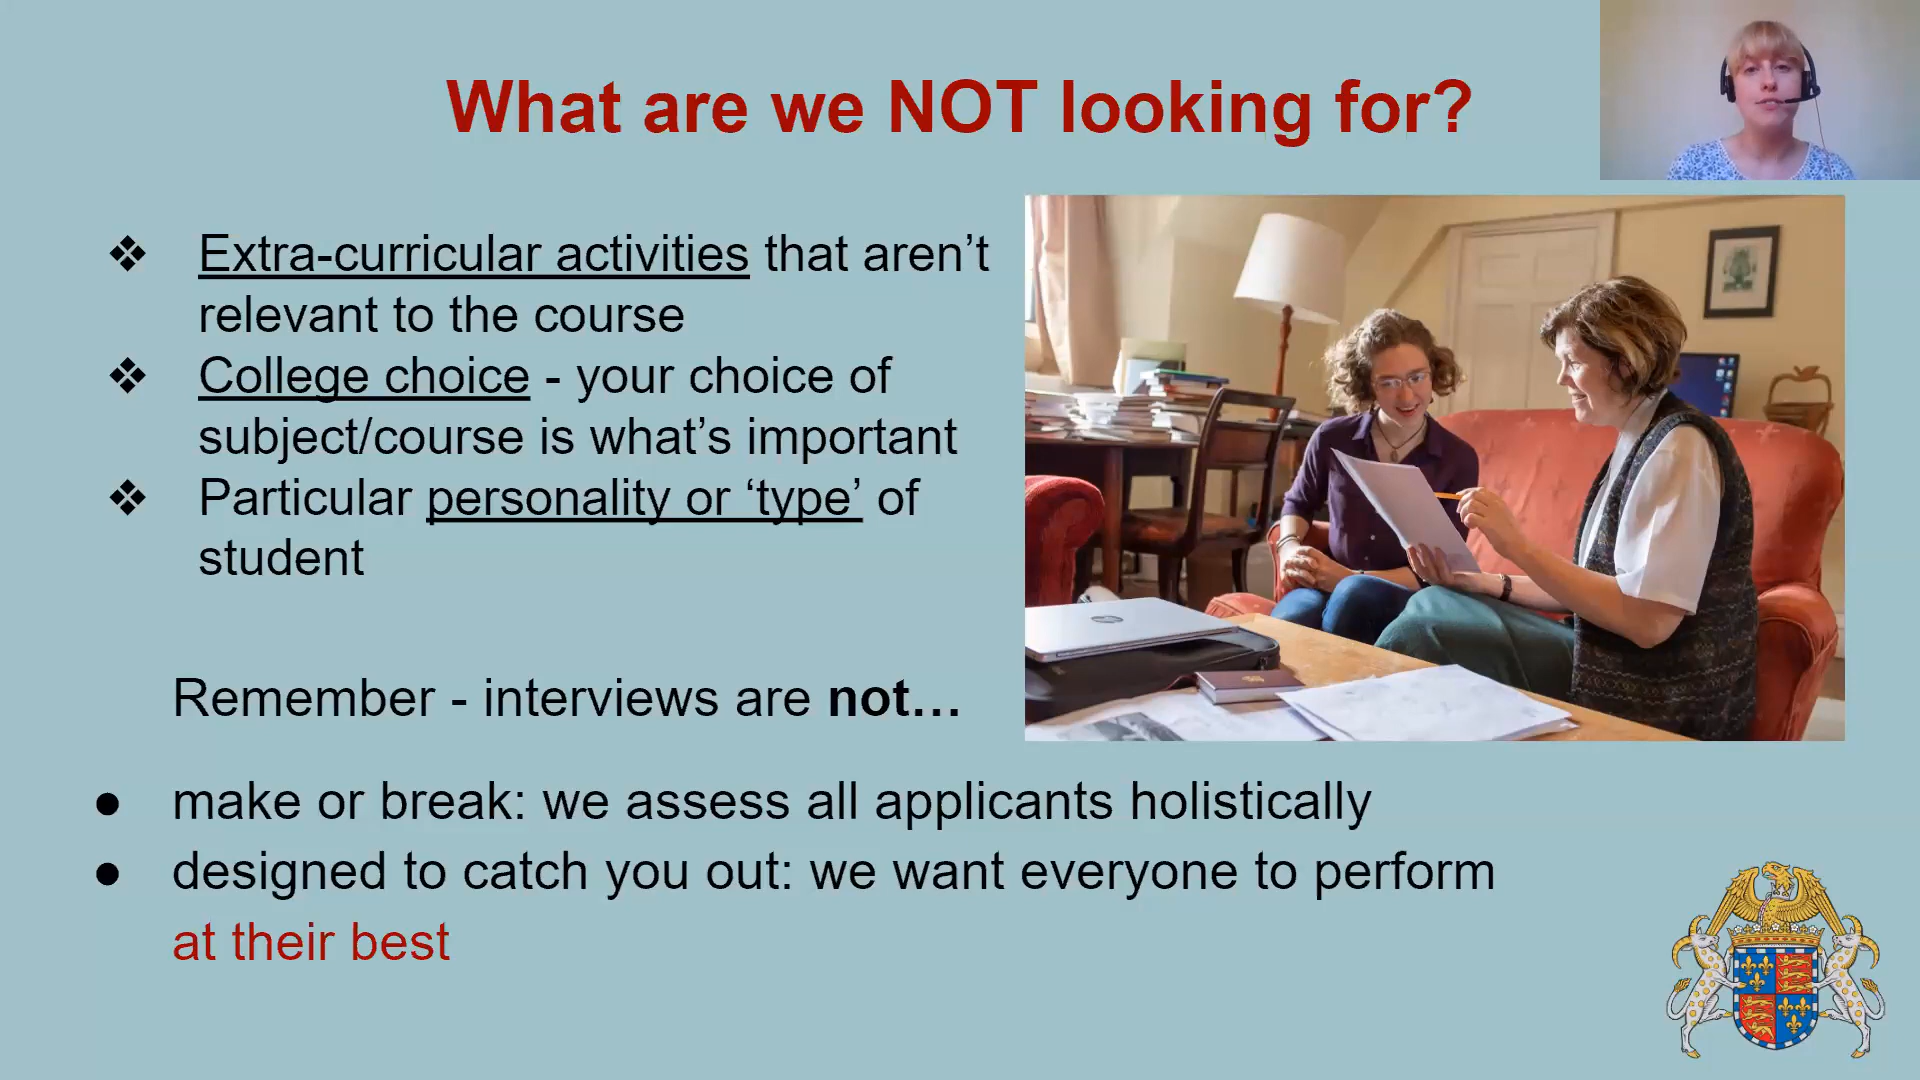 What are we NOT looking for?
❖ Extra-curricular activities that aren’t
relevant to the course
❖ College choice - your choice of
subject/course is what’s important
❖ Particular personality or ‘type’ of
student
Remember - interviews are not...
● make or break: we assess all applicants holistically
● designed to catch you out: we want everyone to perform
at their best